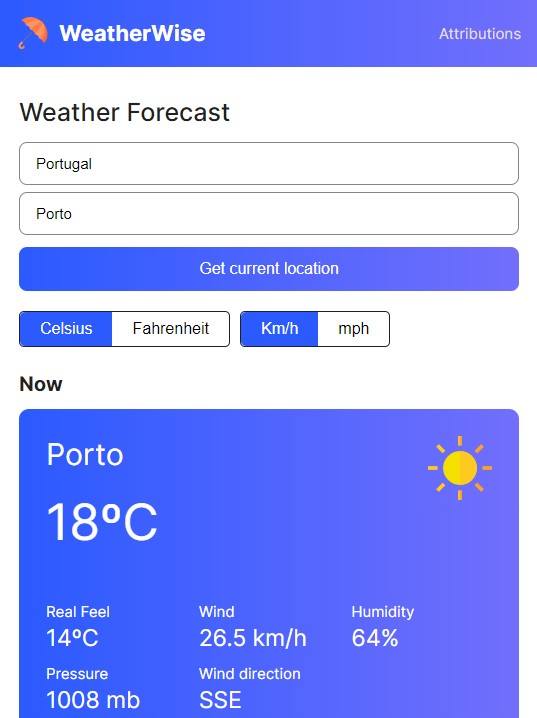 WeatherWise Attributions
Weather Forecast
Portugal
Porto
Get current location
Celsius Fahrenheit Km/h mph
Now
Porto
18ºC
Real Feel Wind Humidity
14ºC 26.5 km/h 64%
Pressure Wind direction
1008 mb SSE